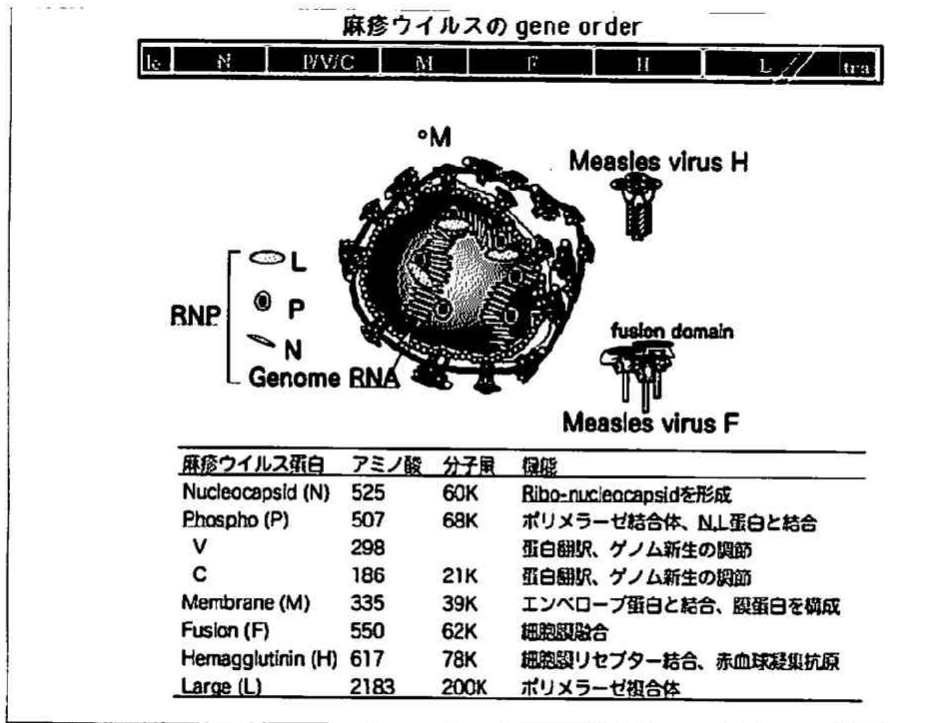 麻疹ウイルスの gene order
le N P/V/C M F H L tra
°M
Measles virus H
L
RNP
P
N
Genome RNA
fusion domain
Measles virus F
麻疹ウイルス蛋白 アミノ酸 分子量 機能
Nucleocapsid (N) 525 60K Ribo-nucleocapsidを形成
Phospho (P) 507 68K ポリメラーゼ結合体、N,L蛋白と結合
V 298 蛋白翻訳、ゲノム新生の調節
C 186 21K 蛋白翻訳、ゲノム新生の調節
Membrane (M) 335 39K エンベロープ蛋白と結合、膜蛋白を構成
Fusion (F) 550 62K 細胞膜融合
Hemagglutinin (H) 617 78K 細胞膜リセプター結合、赤血球凝集抗原
Large (L) 2183 200K ポリメラーゼ複合体